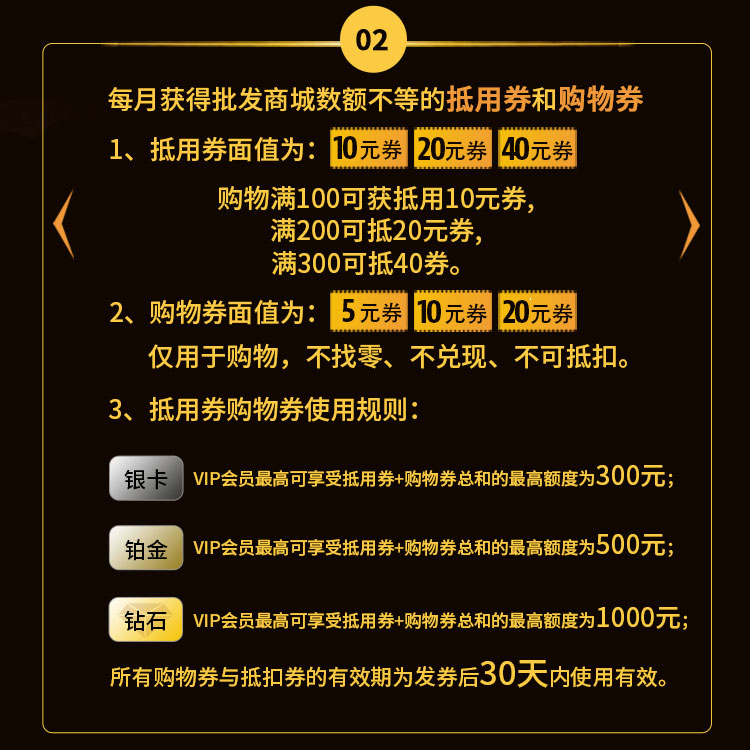 02
每月获得批发商城数额不等的抵用券和购物券
1、抵用券面值为：10元券 20元券 40元券
购物满100可获抵用10元券,
满200可抵20元券,
满300可抵40券。
2、购物券面值为：5元券 10元券 20元券
仅用于购物，不找零、不兑现、不可抵扣。
3、抵用券购物券使用规则：
银卡 VIP会员最高可享受抵用券+购物券总和的最高额度为300元；
铂金 VIP会员最高可享受抵用券+购物券总和的最高额度为500元；
钻石 VIP会员最高可享受抵用券+购物券总和的最高额度为1000元；
所有购物券与抵扣券的有效期为发券后30天内使用有效。